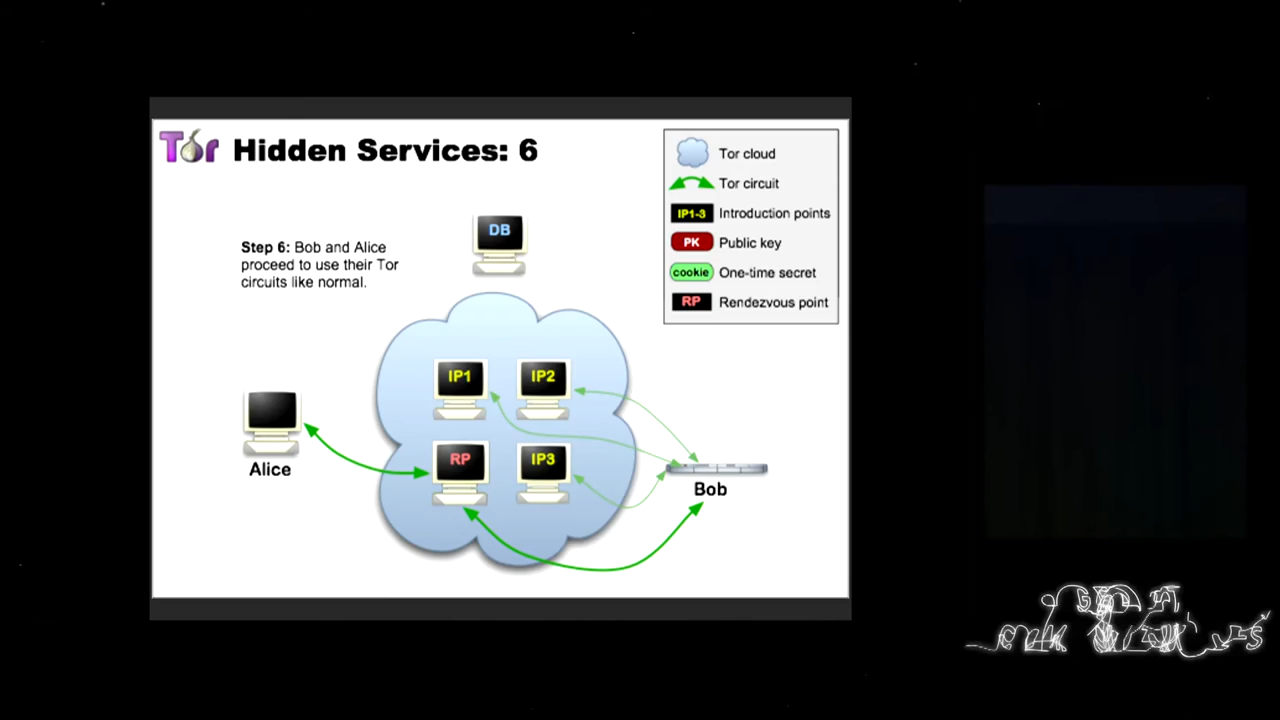 Tor Hidden Services: 6
Step 6: Bob and Alice
proceed to use their Tor
circuits like normal.
Tor cloud
Tor circuit
IP1-3 Introduction points
PK Public key
cookie One-time secret
RP Rendezvous point
DB
IP1 IP2
RP IP3
Alice
Bob